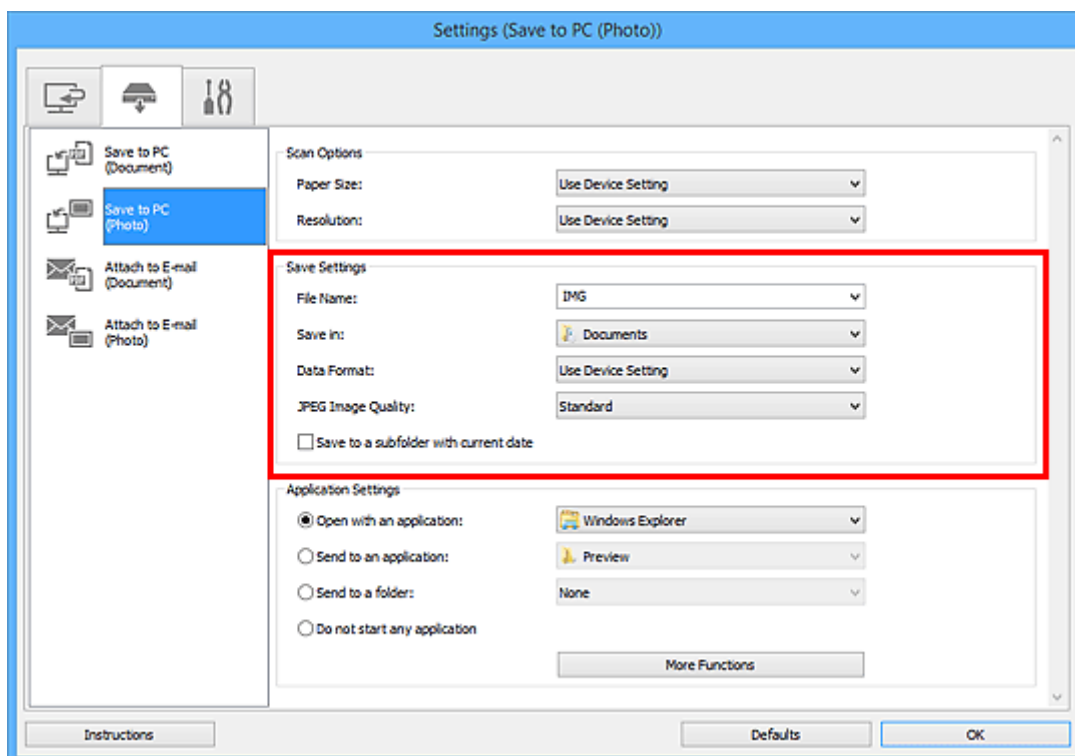 Settings (Save to PC (Photo))
Save to PC
(Document)
Save to PC
(Photo)
Attach to E-mail
(Document)
Attach to E-mail
(Photo)
Scan Options
Paper Size: Use Device Setting
Resolution: Use Device Setting
Save Settings
File Name: IMG
Save in: Documents
Data Format: Use Device Setting
JPEG Image Quality: Standard
Save to a subfolder with current date
Application Settings
Open with an application: Windows Explorer
Send to an application: Preview
Send to a folder: None
Do not start any application
More Functions
Instructions Defaults OK